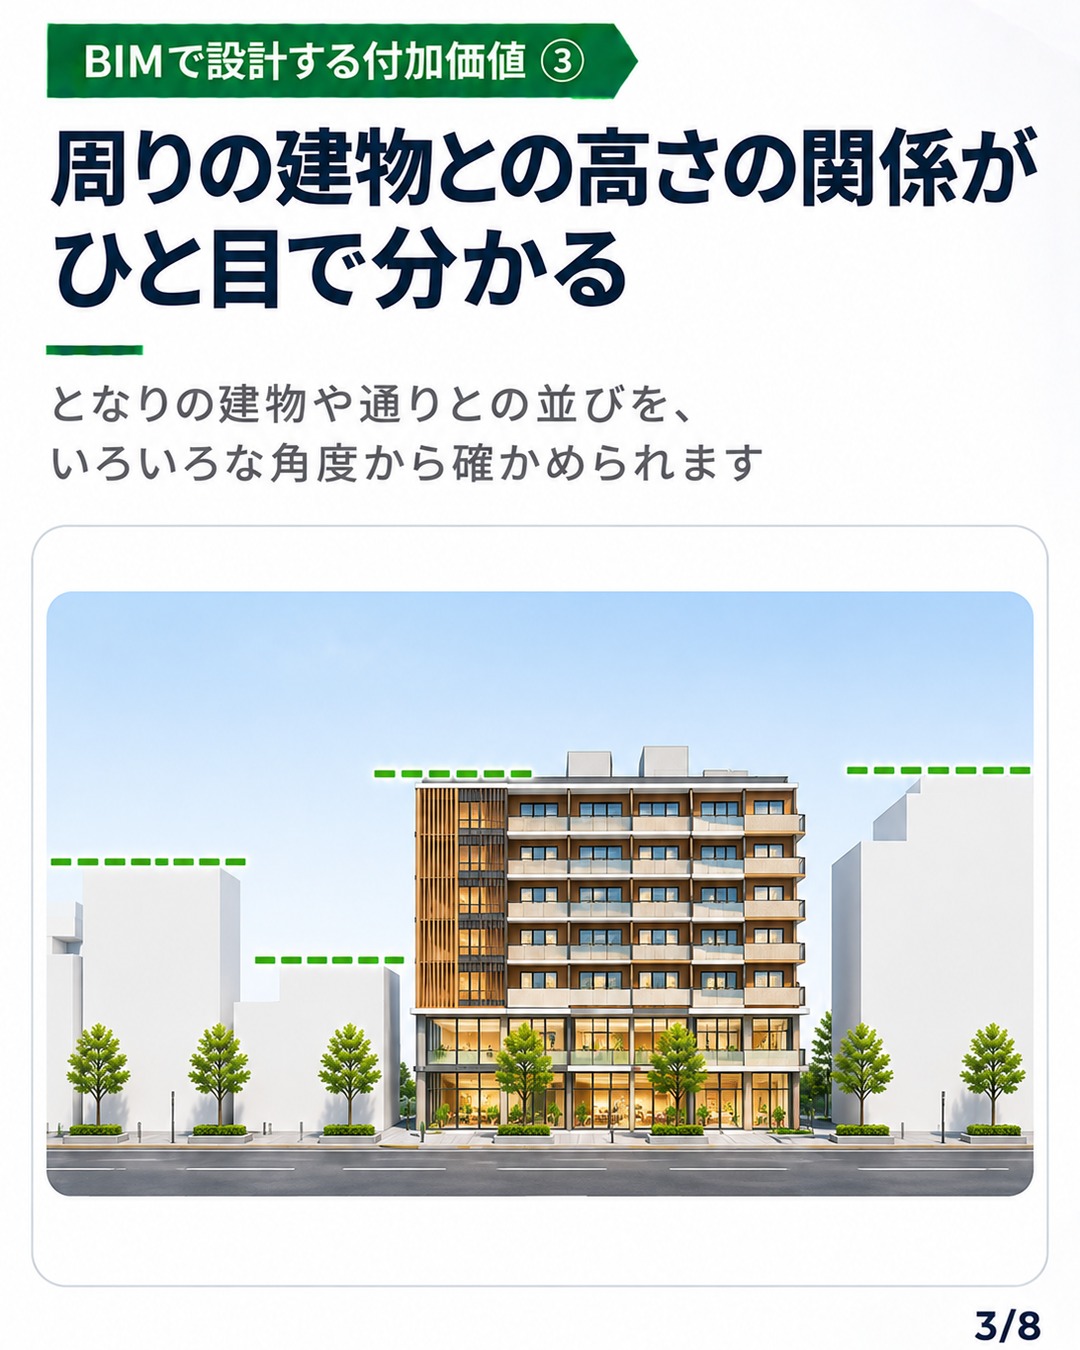 BIMで設計する付加価値 ③
周りの建物との高さの関係が
ひと目で分かる
となりの建物や通りとの並びを、
いろいろな角度から確かめられます
3/8